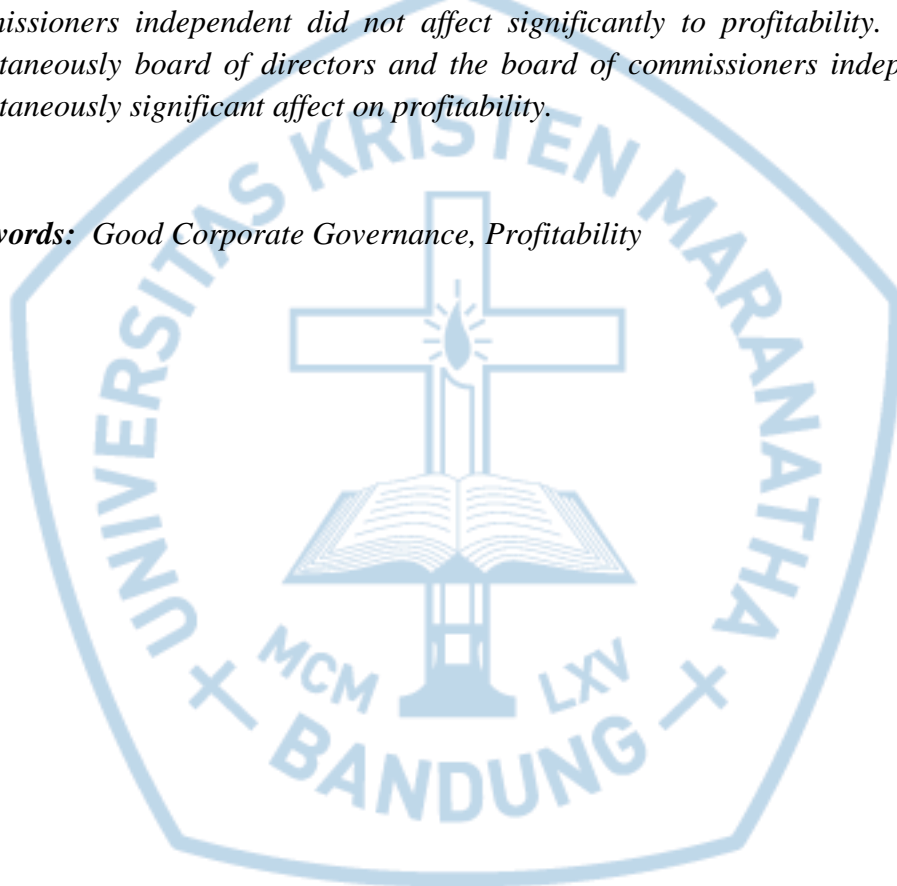 missioners independent did not affect significantly to profitability.
taneously board of directors and the board of commissioners indep
taneously significant affect on profitability.
words: Good Corporate Governance, Profitability
UNIVERSITAS KRISTEN MARANATHA
MCM LXV
BANDUNG